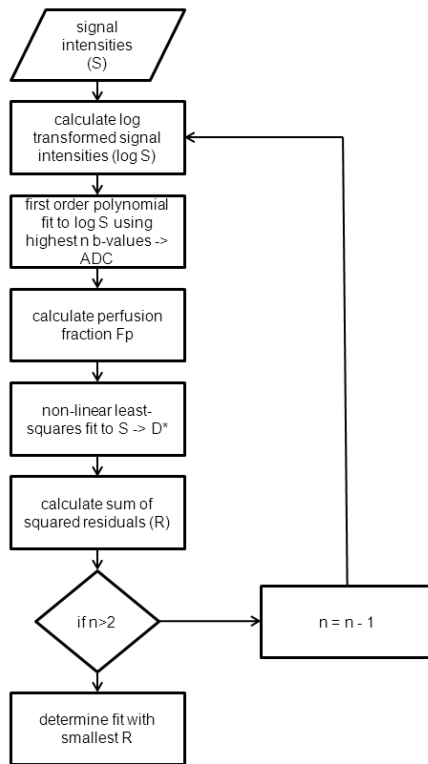 signal
intensities
(S)
calculate log
transformed signal
intensities (log S)
first order polynomial
fit to log S using
highest n b-values ->
ADC
calculate perfusion
fraction Fp
non-linear least-
squares fit to S -> D*
calculate sum of
squared residuals (R)
if n>2
n = n - 1
determine fit with
smallest R